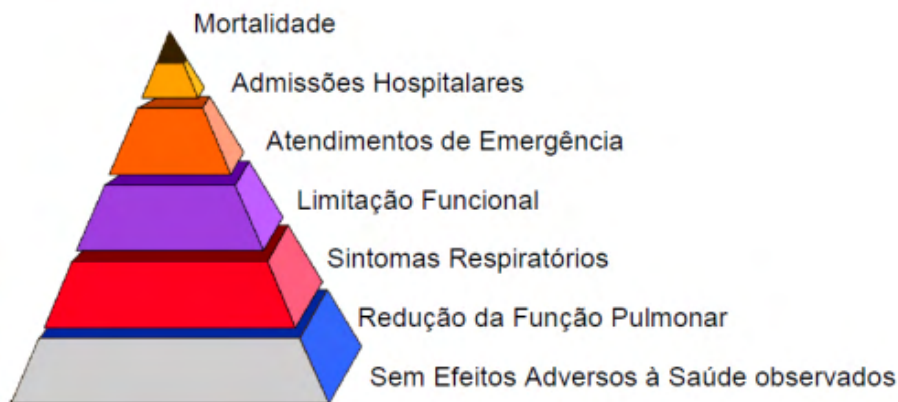 Mortalidade
Admissões Hospitalares
Atendimentos de Emergência
Limitação Funcional
Sintomas Respiratórios
Redução da Função Pulmonar
Sem Efeitos Adversos à Saúde observados